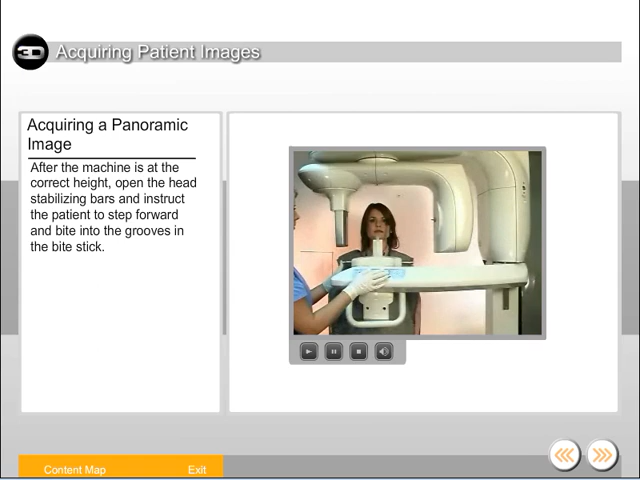 3D
Acquiring Patient Images
Acquiring a Panoramic
Image
After the machine is at the
correct height, open the head
stabilizing bars and instruct
the patient to step forward
and bite into the grooves in
the bite stick.
Content Map
Exit